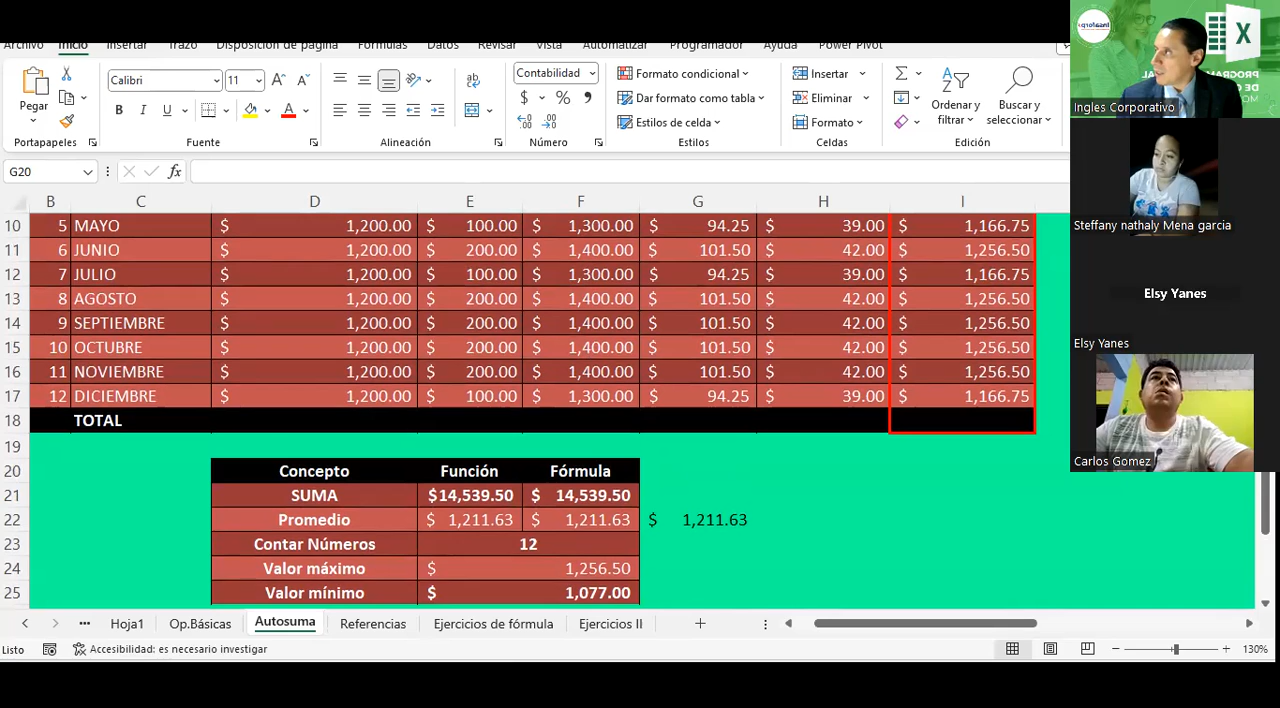 Archivo Inicio Insertar Trazo Disposición de página Fórmulas Datos Revisar Vista Automatizar Programador Ayuda Power Pivot
Pegar
Portapapeles
Calibri 11
N K S A A
Fuente
ab
Alineación
Contabilidad
$ % ,
Número
Formato condicional
Dar formato como tabla
Estilos de celda
Estilos
Insertar
Eliminar
Formato
Celdas
Ordenar y filtrar
Buscar y seleccionar
Edición
G20 fx
B C D E F G H I
10 5 MAYO $ 1,200.00 $ 100.00 $ 1,300.00 $ 94.25 $ 39.00 $ 1,166.75
11 6 JUNIO $ 1,200.00 $ 200.00 $ 1,400.00 $ 101.50 $ 42.00 $ 1,256.50
12 7 JULIO $ 1,200.00 $ 100.00 $ 1,300.00 $ 94.25 $ 39.00 $ 1,166.75
13 8 AGOSTO $ 1,200.00 $ 200.00 $ 1,400.00 $ 101.50 $ 42.00 $ 1,256.50
14 9 SEPTIEMBRE $ 1,200.00 $ 200.00 $ 1,400.00 $ 101.50 $ 42.00 $ 1,256.50
15 10 OCTUBRE $ 1,200.00 $ 200.00 $ 1,400.00 $ 101.50 $ 42.00 $ 1,256.50
16 11 NOVIEMBRE $ 1,200.00 $ 200.00 $ 1,400.00 $ 101.50 $ 42.00 $ 1,256.50
17 12 DICIEMBRE $ 1,200.00 $ 100.00 $ 1,300.00 $ 94.25 $ 39.00 $ 1,166.75
18 TOTAL
19
20 Concepto Función Fórmula
21 SUMA $14,539.50 $ 14,539.50
22 Promedio $ 1,211.63 $ 1,211.63 $ 1,211.63
23 Contar Números 12
24 Valor máximo $ 1,256.50
25 Valor mínimo $ 1,077.00
Hoja1 Op.Básicas Autosuma Referencias Ejercicios de fórmula Ejercicios II
Listo Accesibilidad: es necesario investigar 130%
X
Ingles Corporativo
Steffany nathaly Mena garcia
Elsy Yanes
Elsy Yanes
Carlos Gomez